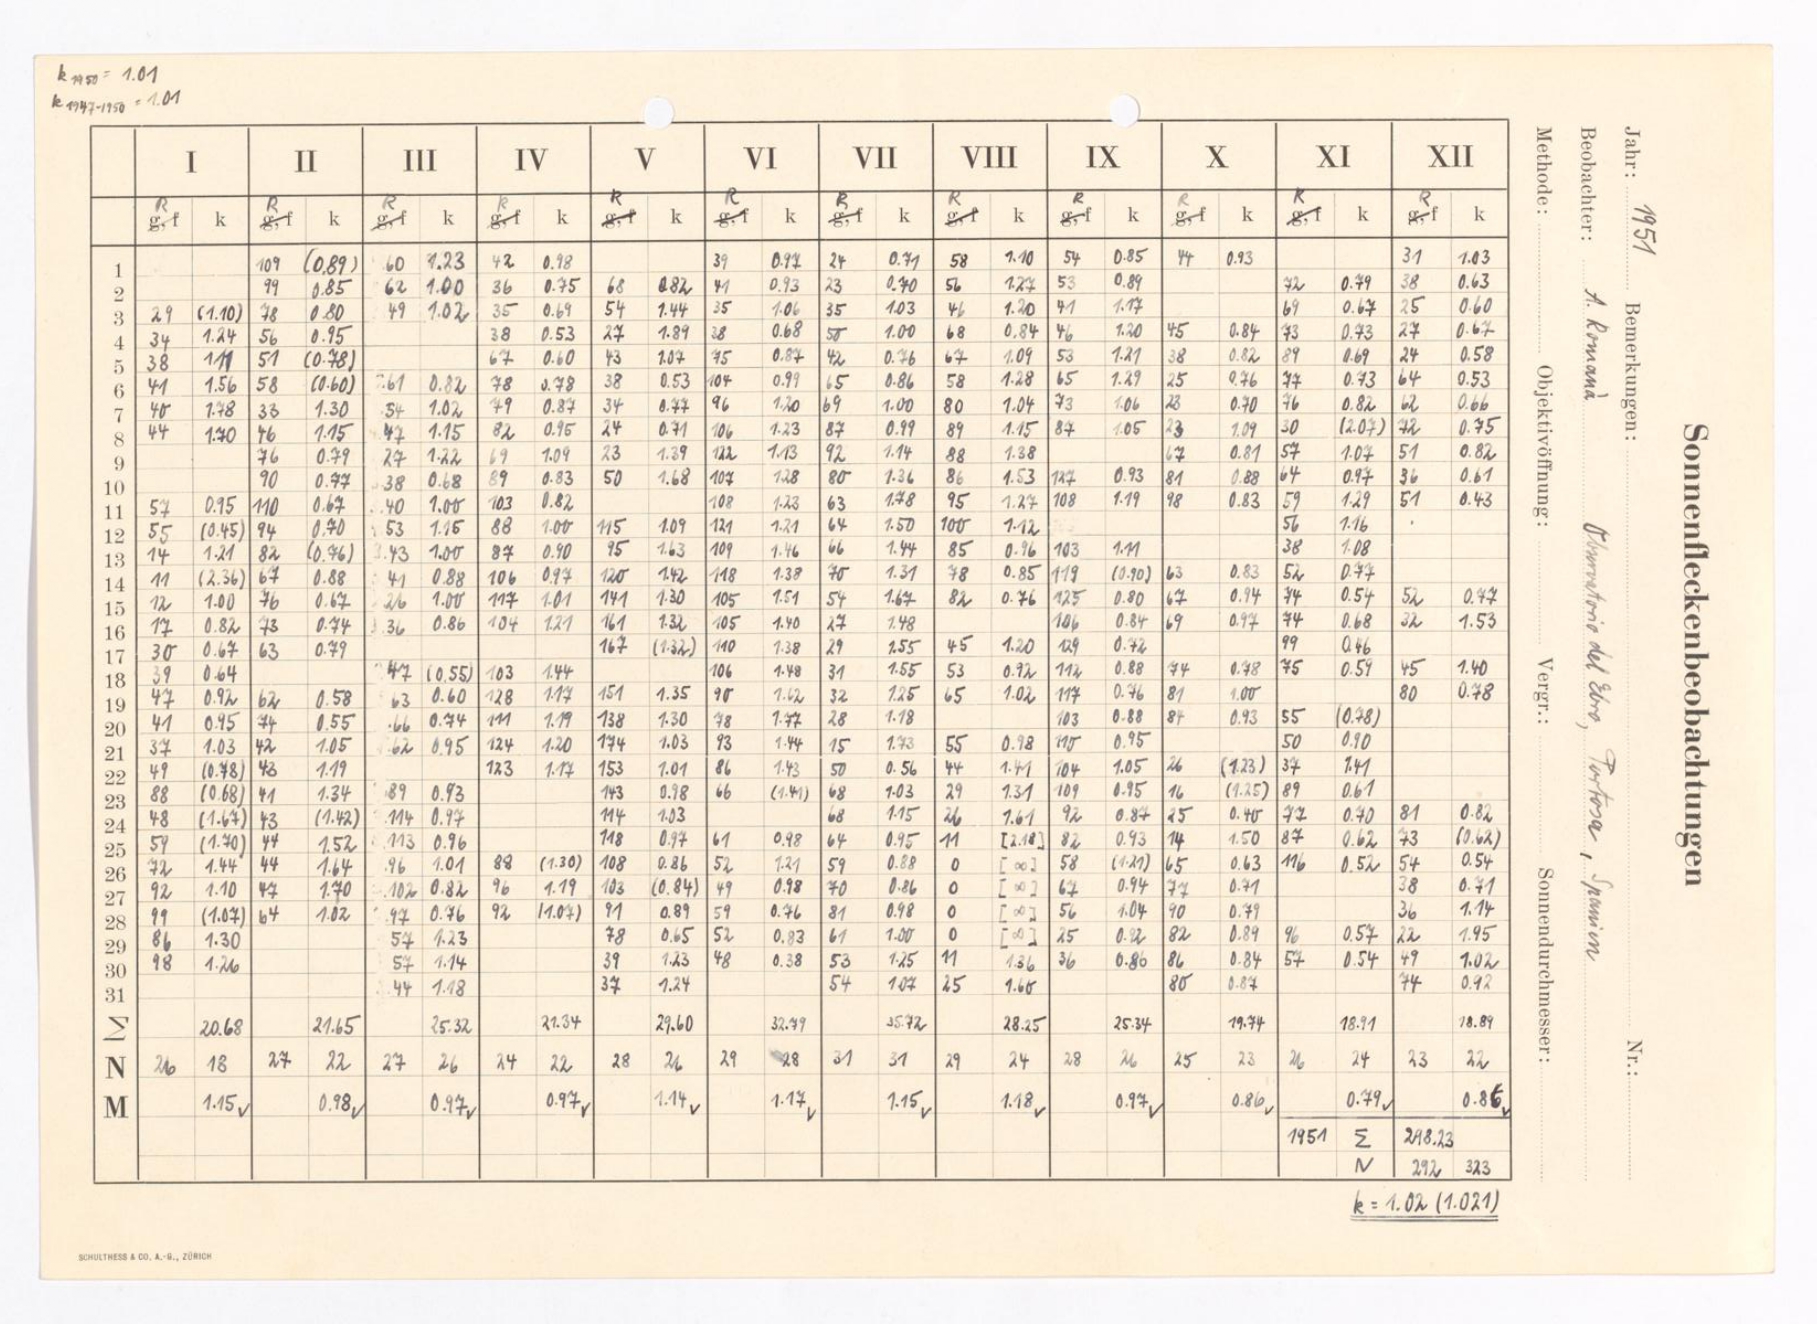 k 1950 = 1.01
k 1947-1950 = 1.01
Sonnenfleckenbeobachtungen
Jahr: 1951 Bemerkungen: Nr.:
Beobachter: A. Romañà Observatorio del Ebro, Tortosa, Spanien
Methode: Objektivöffnung: Vergr.: Sonnendurchmesser:
I II III IV V VI VII VIII IX X XI XII
R R R R R R R R R R R R
g, f k g, f k g, f k g, f k g, f k g, f k g, f k g, f k g, f k g, f k g, f k g, f k
1 109 (0.89) 60 1.23 42 0.98 39 0.97 24 0.71 58 1.10 54 0.85 44 0.93 31 1.03
2 99 0.85 62 1.00 36 0.75 68 0.82 41 0.93 23 0.70 56 1.27 53 0.89 72 0.79 38 0.63
3 29 (1.10) 78 0.80 49 1.02 35 0.69 54 1.44 35 1.06 35 1.03 46 1.20 41 1.17 69 0.67 25 0.60
4 34 1.24 56 0.95 38 0.53 27 1.89 38 0.68 58 1.00 68 0.84 46 1.20 45 0.84 73 0.73 27 0.67
5 38 1.11 51 (0.78) 67 0.60 43 1.07 75 0.87 42 0.76 67 1.09 53 1.21 38 0.82 89 0.69 24 0.58
6 41 1.56 58 (0.60) 61 0.82 78 0.78 38 0.53 104 0.99 65 0.86 58 1.28 65 1.29 25 0.76 77 0.73 64 0.53
7 40 1.78 33 1.30 54 1.02 79 0.87 34 0.77 96 1.20 69 1.00 80 1.04 73 1.06 23 0.70 76 0.82 62 0.66
8 44 1.70 46 1.15 47 1.15 82 0.95 24 0.71 106 1.23 87 0.99 89 1.15 87 1.05 23 1.09 30 (2.07) 72 0.75
9 76 0.79 27 1.22 69 1.09 23 1.39 122 1.13 92 1.14 88 1.38 67 0.81 57 1.07 51 0.82
10 90 0.77 38 0.68 89 0.83 50 1.68 107 1.28 80 1.36 86 1.53 127 0.93 81 0.88 64 0.97 36 0.61
11 57 0.95 110 0.67 40 1.00 103 0.82 108 1.23 63 1.78 95 1.27 108 1.19 98 0.83 59 1.29 51 0.43
12 55 (0.45) 94 0.70 53 1.15 88 1.00 115 1.09 121 1.21 64 1.50 100 1.12 56 1.16
13 14 1.21 82 (0.76) 43 1.00 87 0.90 95 1.63 109 1.46 66 1.44 85 0.96 103 1.11 38 1.08
14 11 (2.36) 67 0.88 41 0.88 106 0.97 120 1.42 118 1.38 70 1.31 78 0.85 119 (0.90) 63 0.83 52 0.77
15 12 1.00 76 0.67 26 1.00 117 1.01 141 1.30 105 1.51 54 1.67 82 0.76 125 0.80 67 0.94 74 0.54 52 0.77
16 17 0.82 73 0.74 36 0.86 104 1.21 161 1.32 105 1.40 27 1.48 106 0.84 69 0.97 74 0.68 32 1.53
17 30 0.67 63 0.79 167 (1.32) 110 1.38 29 1.55 45 1.20 129 0.72 99 0.46
18 39 0.64 47 (0.55) 103 1.44 106 1.48 31 1.55 53 0.92 112 0.88 74 0.78 75 0.59 45 1.40
19 47 0.92 62 0.58 63 0.60 128 1.17 151 1.35 90 1.62 32 1.25 65 1.02 117 0.76 81 1.00 80 0.78
20 41 0.95 74 0.55 66 0.74 111 1.19 138 1.30 78 1.77 28 1.18 103 0.88 84 0.93 55 (0.78)
21 37 1.03 42 1.05 62 0.95 124 1.20 174 1.03 93 1.44 15 1.73 55 0.98 110 0.95 50 0.90
22 49 (0.78) 43 1.19 123 1.17 153 1.01 86 1.43 50 0.56 44 1.41 104 1.05 26 (1.23) 37 1.41
23 88 (0.68) 41 1.34 89 0.93 143 0.98 66 (1.41) 68 1.03 29 1.31 109 0.95 16 (1.25) 89 0.61
24 48 (1.67) 43 (1.42) 114 0.97 114 1.03 68 1.15 26 1.61 92 0.87 25 0.40 77 0.70 81 0.82
25 59 (1.70) 44 1.52 113 0.96 118 0.97 61 0.98 64 0.95 11 [2.18] 82 0.93 14 1.50 87 0.62 73 (0.62)
26 72 1.44 44 1.64 96 1.01 88 (1.30) 108 0.86 52 1.21 59 0.88 0 [∞] 58 (1.21) 65 0.63 116 0.52 54 0.54
27 92 1.10 47 1.70 102 0.82 96 1.19 103 (0.84) 49 0.98 70 0.86 0 [∞] 67 0.94 77 0.71 38 0.71
28 99 (1.07) 64 1.02 97 0.76 92 (1.07) 91 0.89 59 0.76 81 0.98 0 [∞] 56 1.04 90 0.79 36 1.14
29 86 1.30 57 1.23 78 0.65 52 0.83 61 1.00 0 [∞] 25 0.92 82 0.89 96 0.57 22 1.95
30 98 1.26 57 1.14 39 1.23 48 0.38 53 1.25 11 1.36 36 0.86 86 0.84 57 0.54 49 1.02
31 44 1.18 37 1.24 54 1.07 25 1.60 80 0.87 74 0.92
Σ 20.68 21.65 25.32 21.34 29.60 32.79 35.72 28.25 25.34 19.74 18.91 18.89
N 26 18 27 22 27 26 24 22 28 26 29 28 31 31 29 24 28 26 25 23 26 24 23 22
M 1.15✓ 0.98✓ 0.97✓ 0.97✓ 1.14✓ 1.17✓ 1.15✓ 1.18✓ 0.97✓ 0.86✓ 0.79✓ 0.86✓
1951 Σ 298.23
N 292 323
k = 1.02 (1.021)
SCHULTHESS & CO. A.-G., ZÜRICH